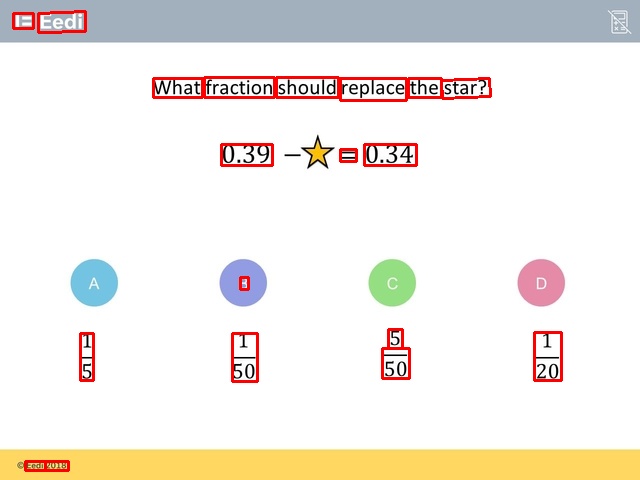 Eedi
What fraction should replace the star?
0.39 − ★ = 0.34
A B C D
1/5 1/50 5/50 1/20
© Eedi 2018